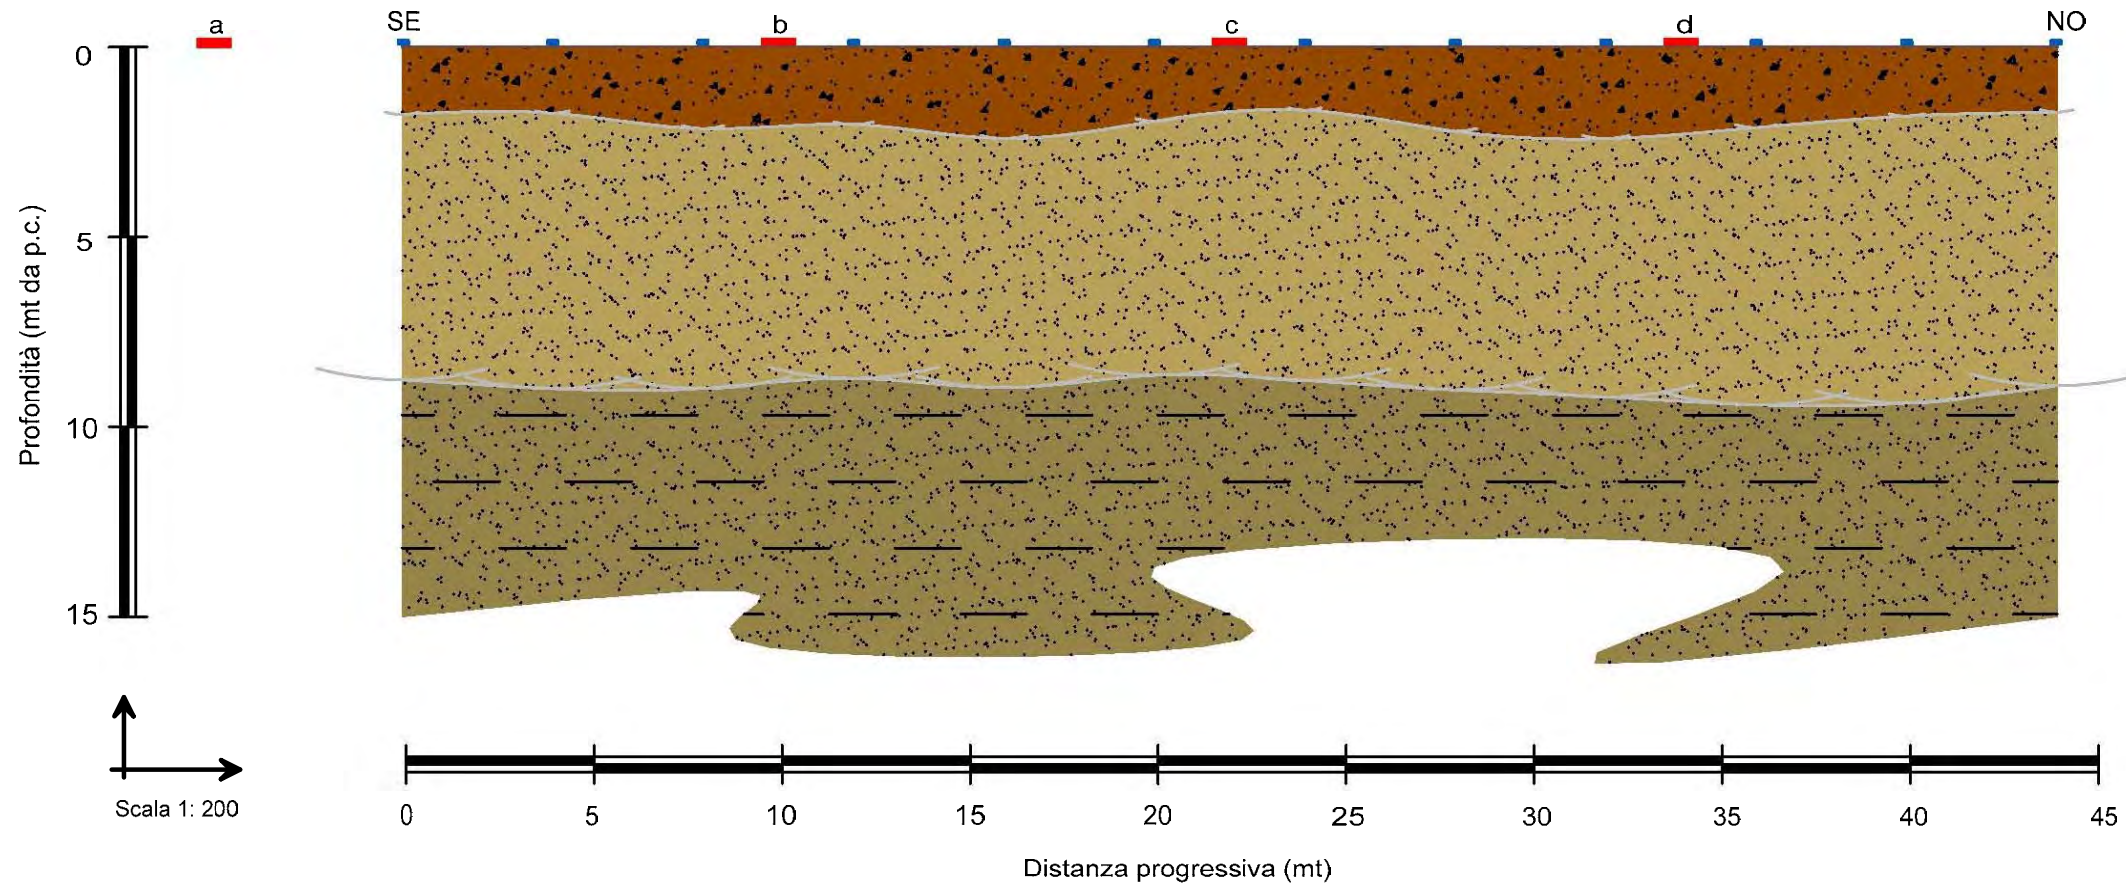 SE
NO
a
b
c
d
0
5
10
15
Profondità (mt da p.c.)
Scala 1: 200
0 5 10 15 20 25 30 35 40 45
Distanza progressiva (mt)